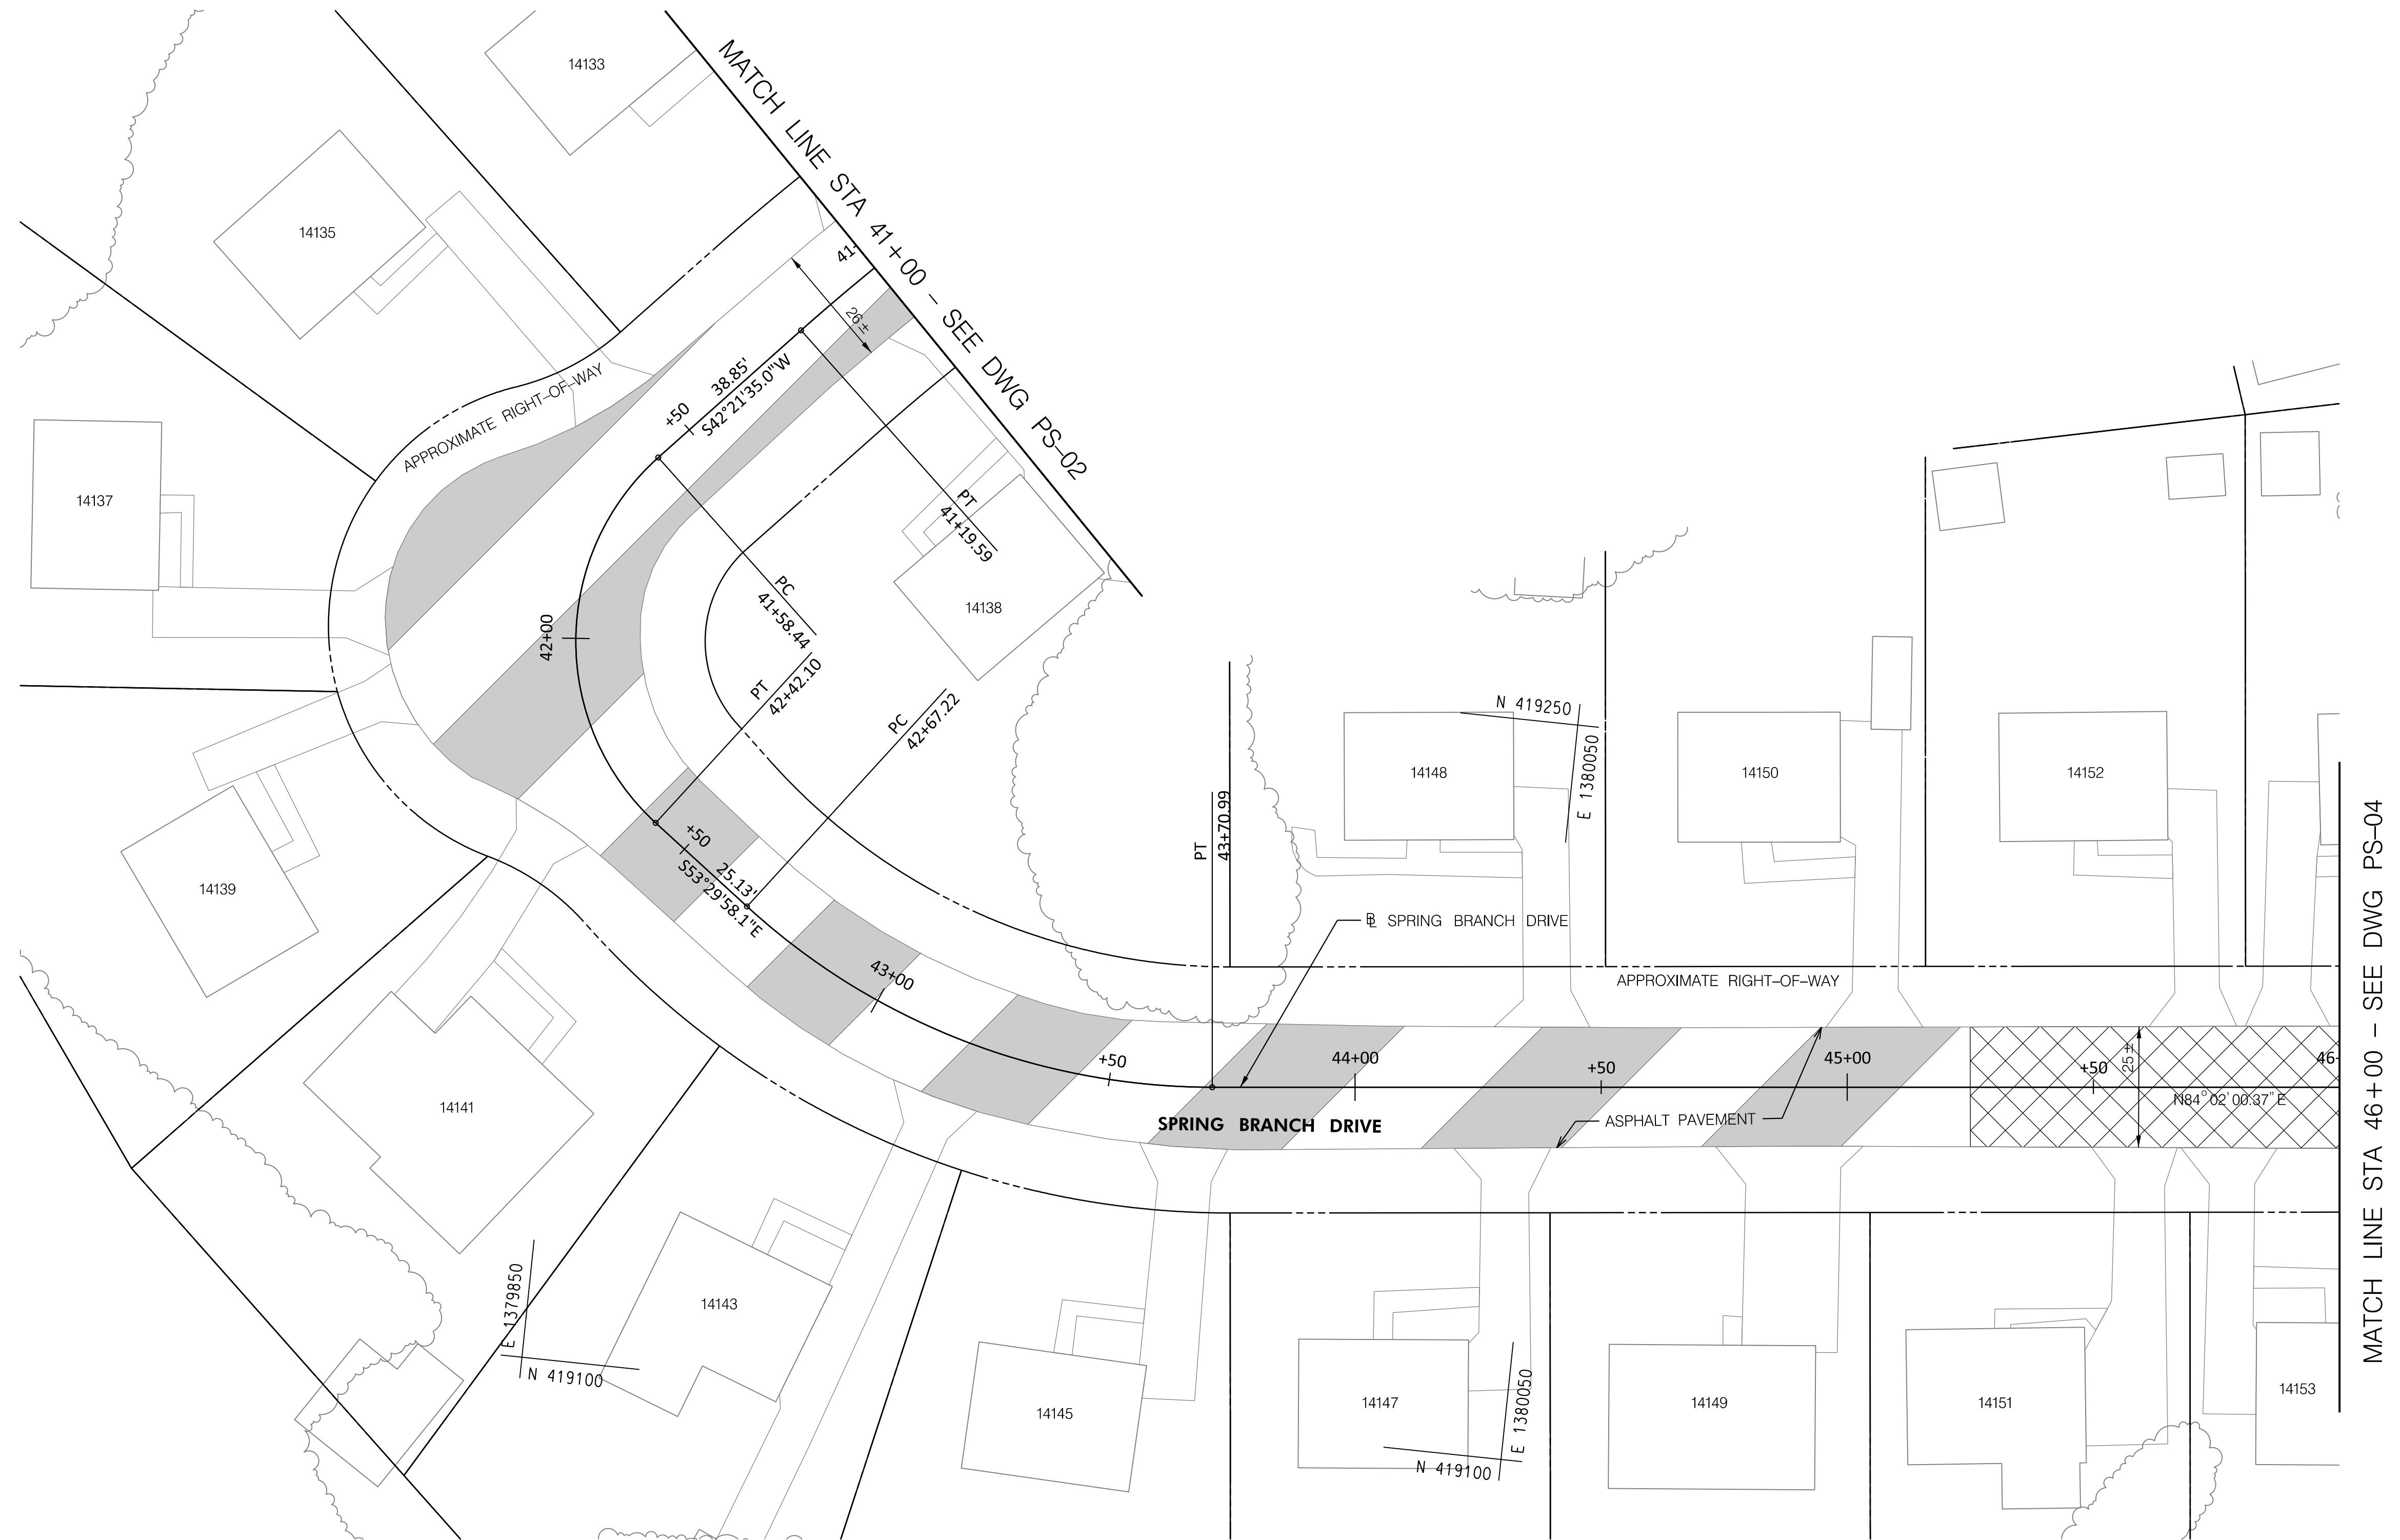 14133
MATCH LINE STA 41+00 - SEE DWG PS-02
14135
41
26±
38.85'
S42°21'35.0"W
+50
APPROXIMATE RIGHT-OF-WAY
14137
PT
41+19.59
PC
41+58.44
14138
42+00
PT
42+42.10
PC
42+67.22
N 419250
E 1380050
14148
14150
14152
PT
43+70.99
+50
25.13'
S53°29'58.1"E
14139
SPRING BRANCH DRIVE
43+00
APPROXIMATE RIGHT-OF-WAY
+50
44+00
+50
45+00
+50
25±
46
N84°02'00.37"E
SPRING BRANCH DRIVE
ASPHALT PAVEMENT
14141
MATCH LINE STA 46+00 - SEE DWG PS-04
E 1379850
N 419100
14143
14145
14147
E 1380050
N 419100
14149
14151
14153